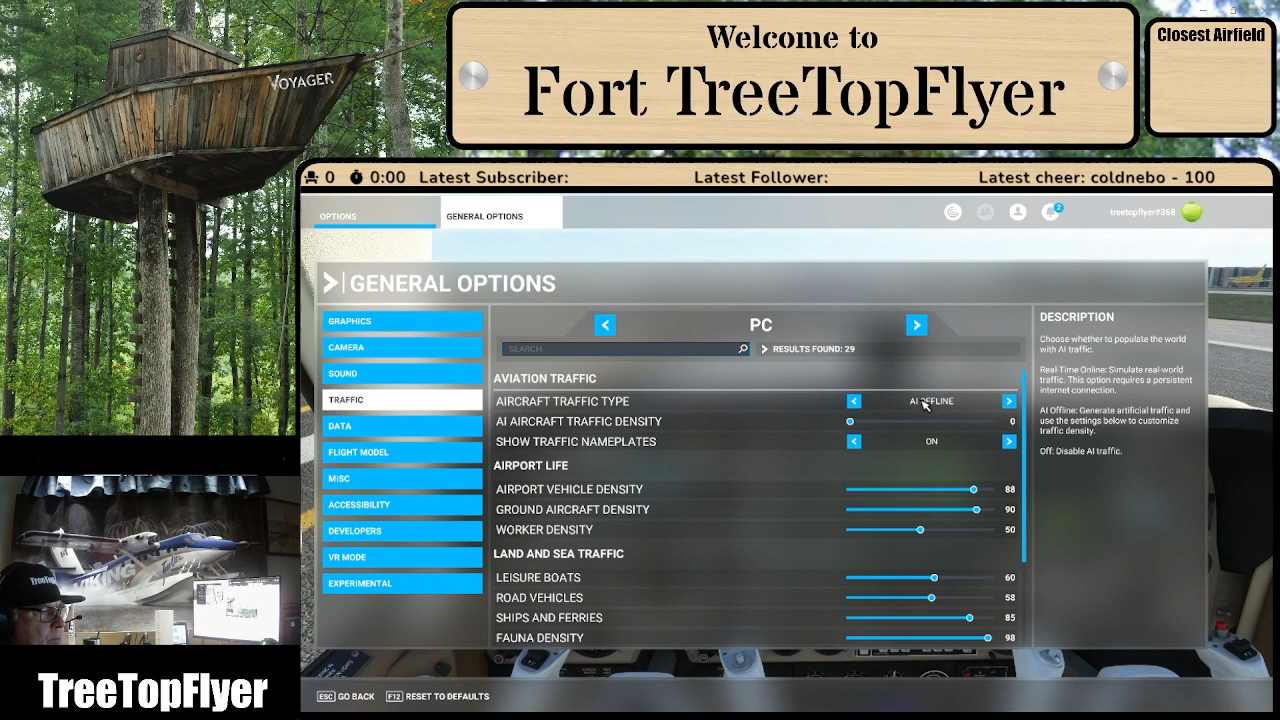 VOYAGER
Welcome to
Fort TreeTopFlyer
Closest Airfield
0 0:00 Latest Subscriber: Latest Follower: Latest cheer: coldnebo - 100
OPTIONS GENERAL OPTIONS 2 treetopflyer#368
GENERAL OPTIONS
GRAPHICS
CAMERA
SOUND
TRAFFIC
DATA
FLIGHT MODEL
MISC
ACCESSIBILITY
DEVELOPERS
VR MODE
EXPERIMENTAL
PC
SEARCH RESULTS FOUND: 29
AVIATION TRAFFIC
AIRCRAFT TRAFFIC TYPE AI OFFLINE
AI AIRCRAFT TRAFFIC DENSITY 0
SHOW TRAFFIC NAMEPLATES ON
AIRPORT LIFE
AIRPORT VEHICLE DENSITY 88
GROUND AIRCRAFT DENSITY 90
WORKER DENSITY 50
LAND AND SEA TRAFFIC
LEISURE BOATS 60
ROAD VEHICLES 58
SHIPS AND FERRIES 85
FAUNA DENSITY 98
DESCRIPTION
Choose whether to populate the world
with AI traffic.
Real-Time Online: Simulate real-world
traffic. This option requires a persistent
internet connection.
AI Offline: Generate artificial traffic and
use the settings below to customize
traffic density.
Off: Disable AI traffic.
ESC GO BACK F12 RESET TO DEFAULTS
TreeTopFlyer